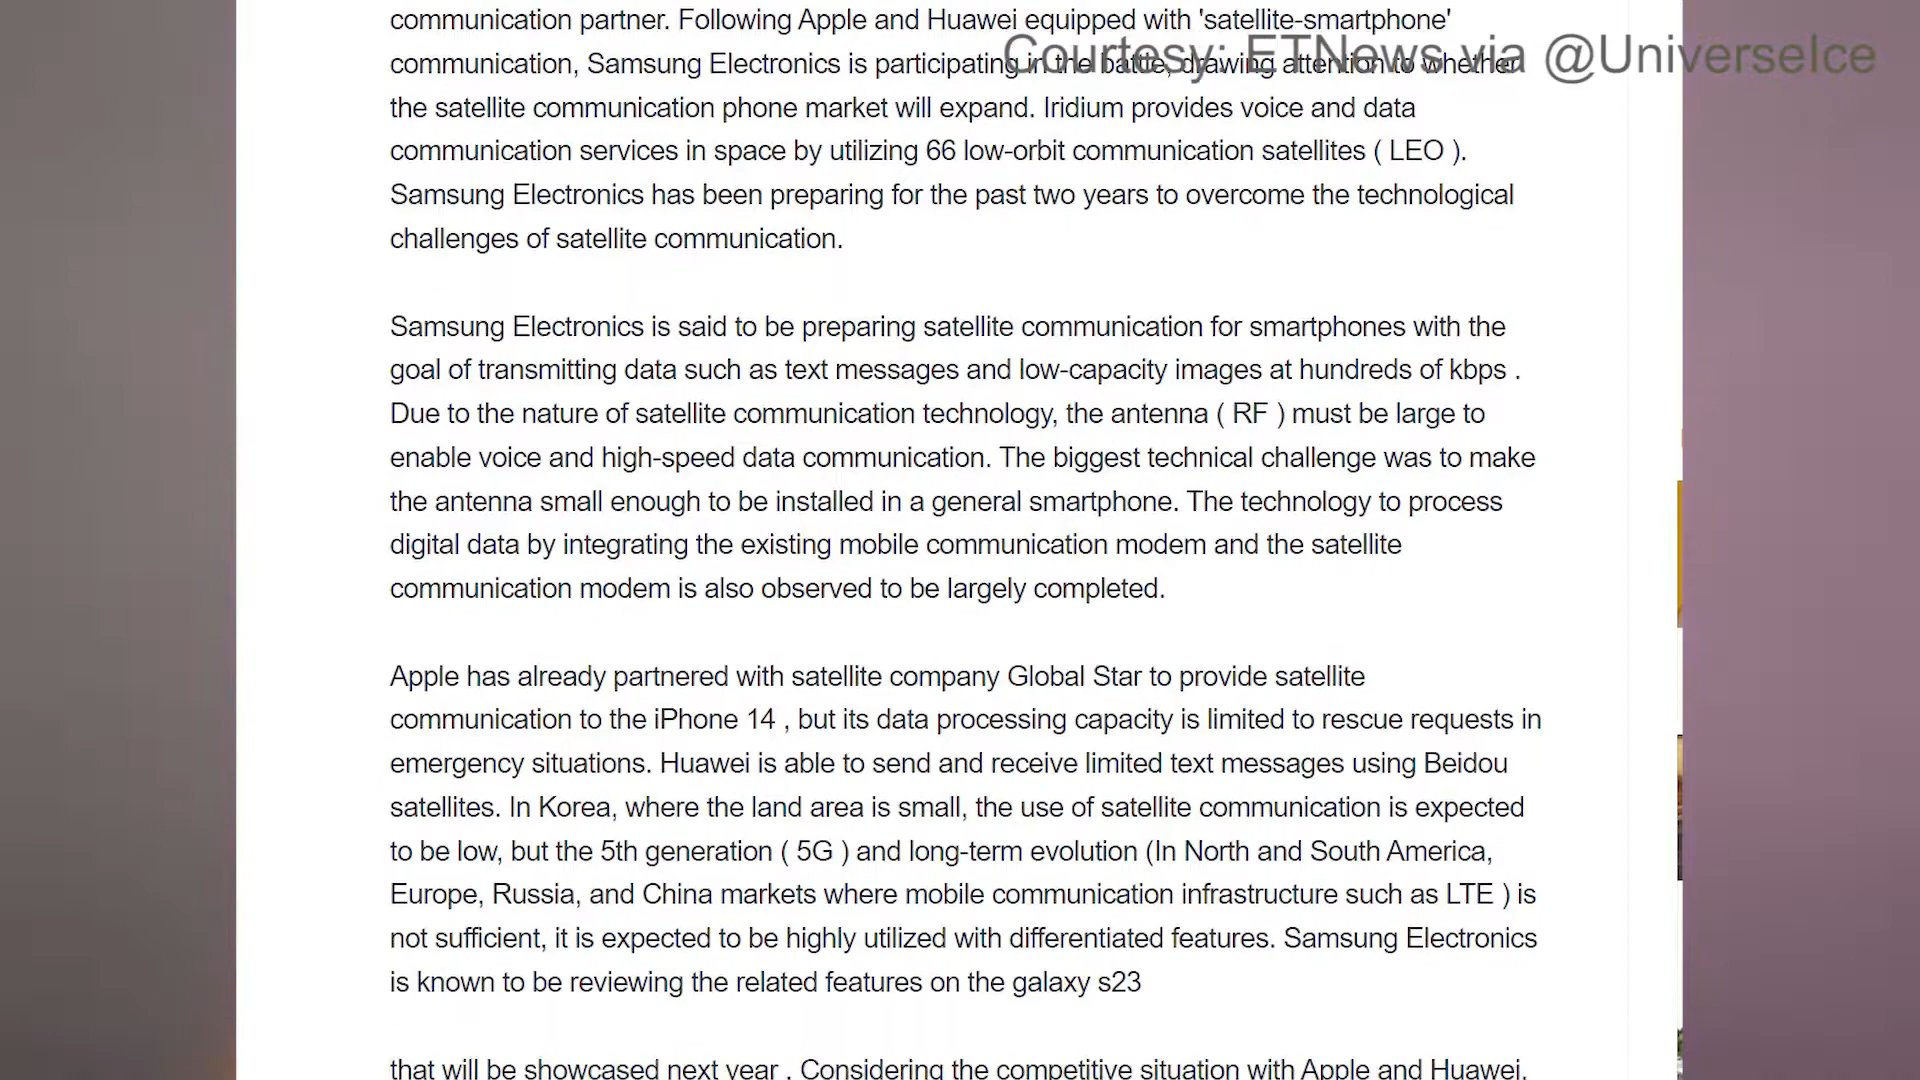 communication partner. Following Apple and Huawei equipped with 'satellite-smartphone'
Courtesy: ETNews via @UniverseIce
communication, Samsung Electronics is participating in the battle, drawing attention to whether
the satellite communication phone market will expand. Iridium provides voice and data
communication services in space by utilizing 66 low-orbit communication satellites ( LEO ).
Samsung Electronics has been preparing for the past two years to overcome the technological
challenges of satellite communication.
Samsung Electronics is said to be preparing satellite communication for smartphones with the
goal of transmitting data such as text messages and low-capacity images at hundreds of kbps .
Due to the nature of satellite communication technology, the antenna ( RF ) must be large to
enable voice and high-speed data communication. The biggest technical challenge was to make
the antenna small enough to be installed in a general smartphone. The technology to process
digital data by integrating the existing mobile communication modem and the satellite
communication modem is also observed to be largely completed.
Apple has already partnered with satellite company Global Star to provide satellite
communication to the iPhone 14 , but its data processing capacity is limited to rescue requests in
emergency situations. Huawei is able to send and receive limited text messages using Beidou
satellites. In Korea, where the land area is small, the use of satellite communication is expected
to be low, but the 5th generation ( 5G ) and long-term evolution (In North and South America,
Europe, Russia, and China markets where mobile communication infrastructure such as LTE ) is
not sufficient, it is expected to be highly utilized with differentiated features. Samsung Electronics
is known to be reviewing the related features on the galaxy s23
that will be showcased next year . Considering the competitive situation with Apple and Huawei,